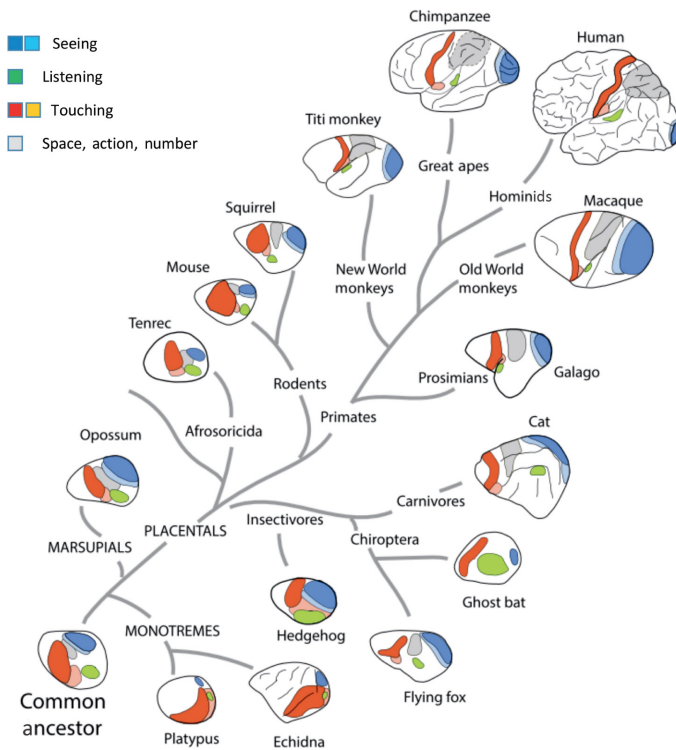 Seeing
Listening
Touching
Space, action, number
Chimpanzee
Human
Titi monkey
Great apes
Hominids
Squirrel
Macaque
Mouse
New World
monkeys
Old World
monkeys
Tenrec
Rodents
Prosimians
Galago
Primates
Afrosoricida
Opossum
Cat
Carnivores
Insectivores
PLACENTALS
Chiroptera
MARSUPIALS
Ghost bat
MONOTREMES
Hedgehog
Flying fox
Common
ancestor
Platypus
Echidna